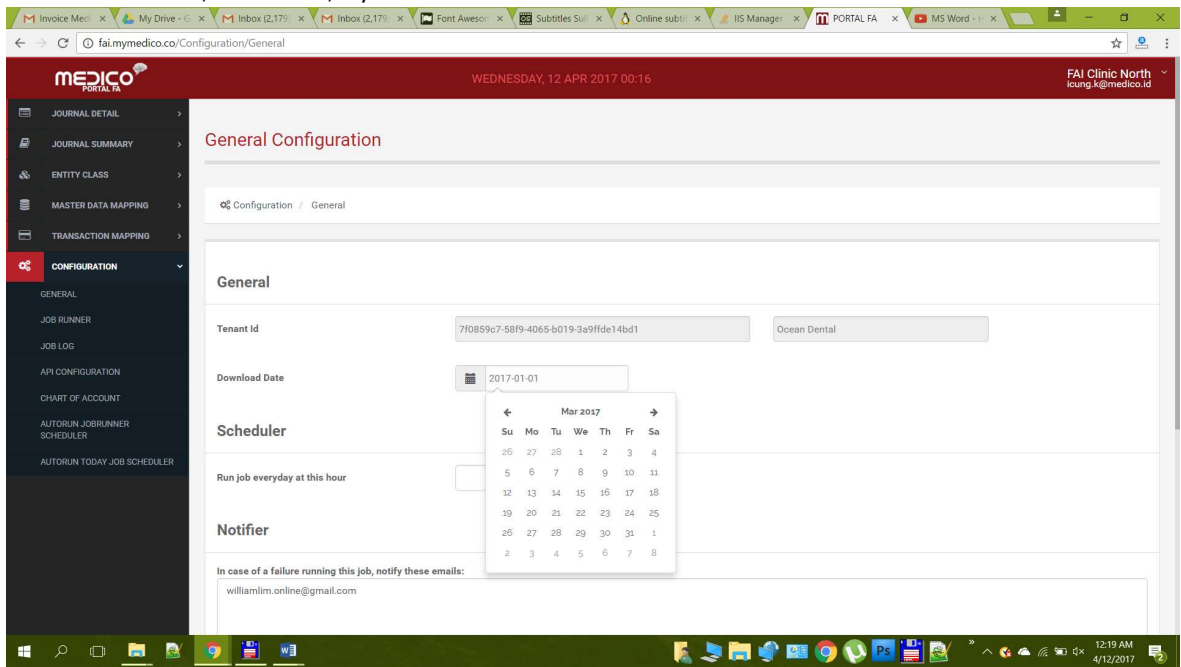 Invoice Medi
My Drive - G
Inbox (2,179)
Inbox (2,179)
Font Awesom
Subtitles Sul
Online subti
IIS Manager
PORTAL FA
MS Word - H
fai.mymedico.co/Configuration/General
MEDICO
PORTAL FA
WEDNESDAY, 12 APR 2017 00:16
FAI Clinic North
icung.k@medico.id
JOURNAL DETAIL
JOURNAL SUMMARY
ENTITY CLASS
MASTER DATA MAPPING
TRANSACTION MAPPING
CONFIGURATION
GENERAL
JOB RUNNER
JOB LOG
API CONFIGURATION
CHART OF ACCOUNT
AUTORUN JOBRUNNER
SCHEDULER
AUTORUN TODAY JOB SCHEDULER
General Configuration
Configuration / General
General
Tenant Id 7f0859c7-58f9-4065-b019-3a9ffde14bd1 Ocean Dental
Download Date 2017-01-01
Mar 2017
Su Mo Tu We Th Fr Sa
26 27 28 1 2 3 4
5 6 7 8 9 10 11
12 13 14 15 16 17 18
19 20 21 22 23 24 25
26 27 28 29 30 31 1
2 3 4 5 6 7 8
Scheduler
Run job everyday at this hour
Notifier
In case of a failure running this job, notify these emails:
williamlim.online@gmail.com
Ps
12:19 AM
4/12/2017